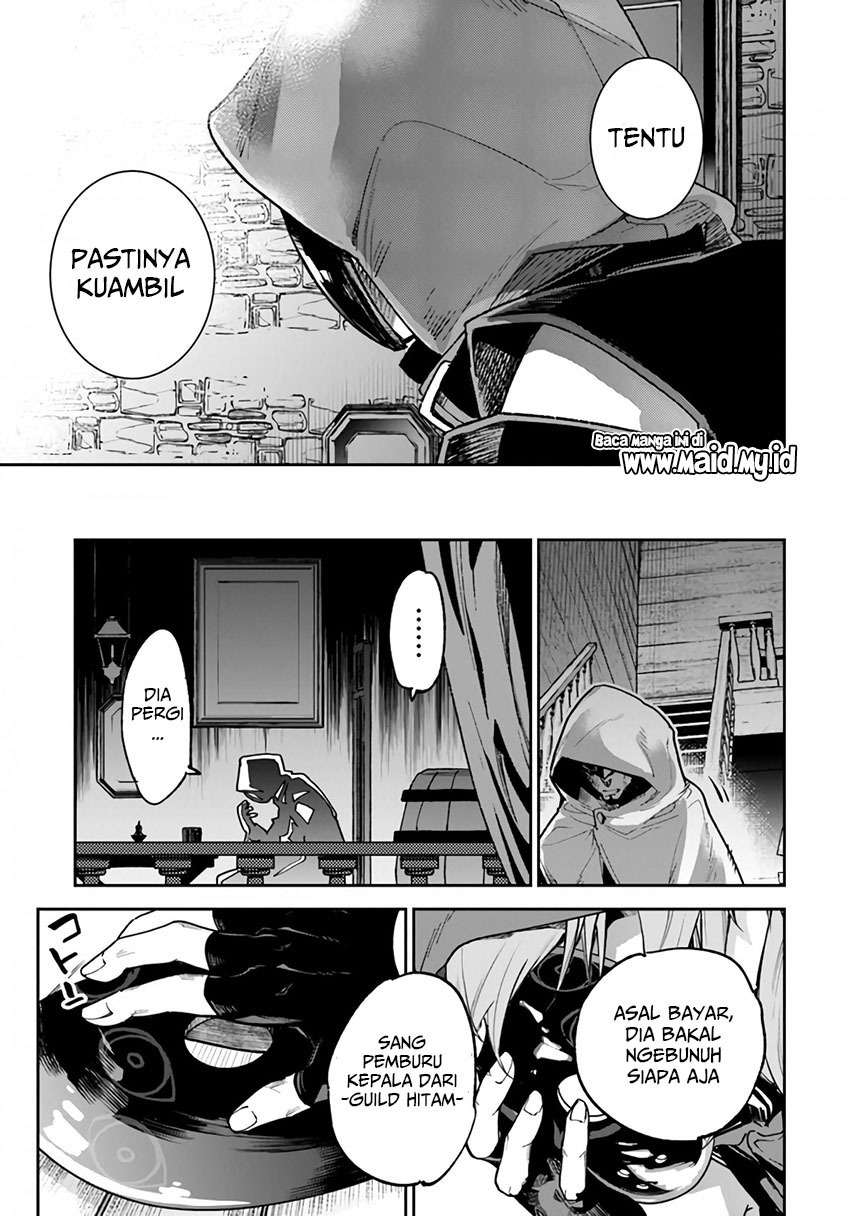 TENTU
PASTINYA
KUAMBIL
Baca Manga ini di
www.Maid.My.id
......
DIA
PERGI
...
ASAL BAYAR,
DIA BAKAL
NGEBUNUH
SIAPA AJA
SANG
PEMBURU
KEPALA DARI
-GUILD HITAM-
コトッ